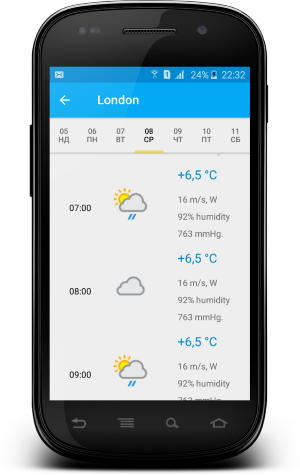 24% 22:32
London
05 06 07 08 09 10 11
НД ПН ВТ СР ЧТ ПТ СБ
+6,5 °C
07:00
16 m/s, W
92% humidity
763 mmHg.
+6,5 °C
08:00
16 m/s, W
92% humidity
763 mmHg.
+6,5 °C
09:00
16 m/s, W
92% humidity
763 mmHg.